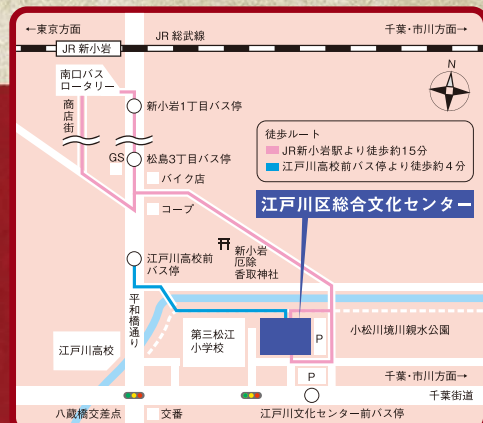 ←東京方面
JR 総武線
千葉・市川方面→
JR 新小岩
南口バス
ロータリー
商店街
新小岩1丁目バス停
N
GS
松島3丁目バス停
バイク店
コープ
徒歩ルート
JR新小岩駅より徒歩約15分
江戸川高校前バス停より徒歩約4分
江戸川区総合文化センター
江戸川高校前
バス停
新小岩
厄除
香取神社
平和橋通り
江戸川高校
第三松江
小学校
P
小松川境川親水公園
P
千葉・市川方面→
千葉街道
八蔵橋交差点
交番
江戸川文化センター前バス停